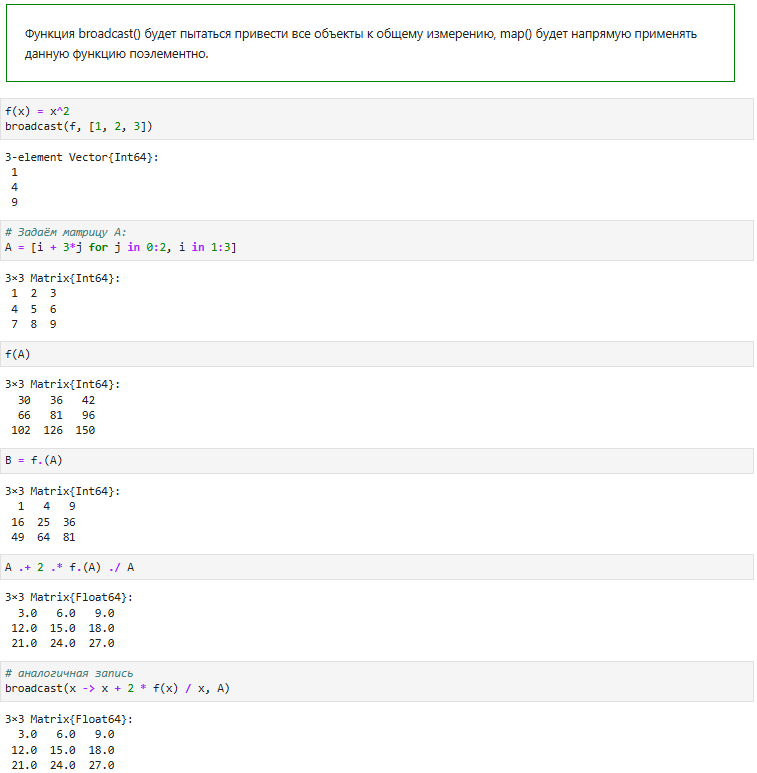 Функция broadcast() будет пытаться привести все объекты к общему измерению, map() будет напрямую применять
данную функцию поэлементно.
f(x) = x^2
broadcast(f, [1, 2, 3])
3-element Vector{Int64}:
1
4
9
# Задаём матрицу A:
A = [i + 3*j for j in 0:2, i in 1:3]
3×3 Matrix{Int64}:
1 2 3
4 5 6
7 8 9
f(A)
3×3 Matrix{Int64}:
30 36 42
66 81 96
102 126 150
B = f.(A)
3×3 Matrix{Int64}:
1 4 9
16 25 36
49 64 81
A .+ 2 .* f.(A) ./ A
3×3 Matrix{Float64}:
3.0 6.0 9.0
12.0 15.0 18.0
21.0 24.0 27.0
# аналогичная запись
broadcast(x -> x + 2 * f(x) / x, A)
3×3 Matrix{Float64}:
3.0 6.0 9.0
12.0 15.0 18.0
21.0 24.0 27.0